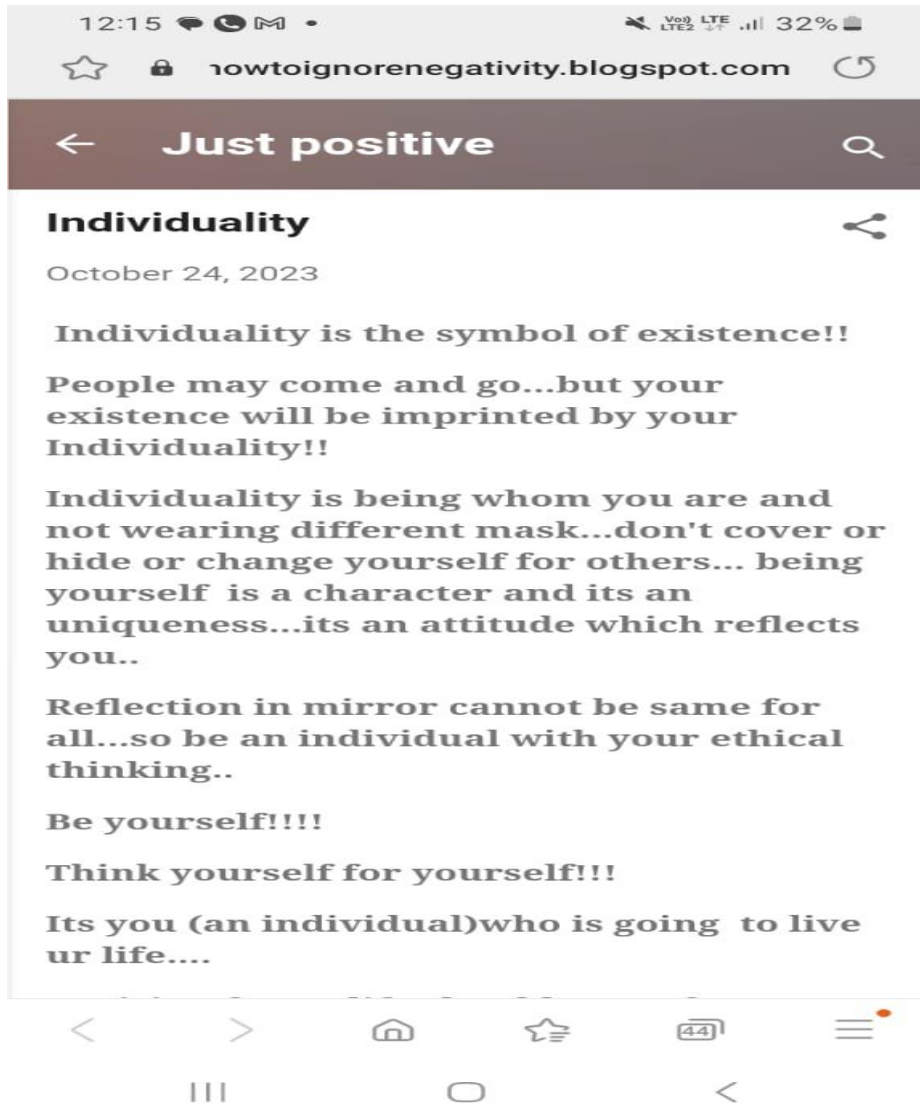 12:15
Voo) LTE
LTE2 32%
howtoignorenegativity.blogspot.com
Just positive
Individuality
October 24, 2023
Individuality is the symbol of existence!!
People may come and go...but your
existence will be imprinted by your
Individuality!!
Individuality is being whom you are and
not wearing different mask...don't cover or
hide or change yourself for others... being
yourself is a character and its an
uniqueness...its an attitude which reflects
you..
Reflection in mirror cannot be same for
all...so be an individual with your ethical
thinking..
Be yourself!!!!
Think yourself for yourself!!!
Its you (an individual)who is going to live
ur life....
44